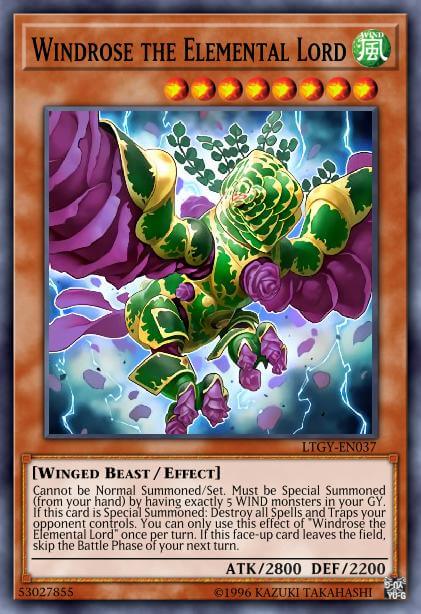 WINDROSE THE ELEMENTAL LORD
WIND
風
LTGY-EN037
[WINGED BEAST / EFFECT]
Cannot be Normal Summoned/Set. Must be Special Summoned
(from your hand) by having exactly 5 WIND monsters in your GY.
If this card is Special Summoned: Destroy all Spells and Traps your
opponent controls. You can only use this effect of "Windrose the
Elemental Lord" once per turn. If this face-up card leaves the field,
skip the Battle Phase of your next turn.
ATK/2800 DEF/2200
53027855
©1996 KAZUKI TAKAHASHI